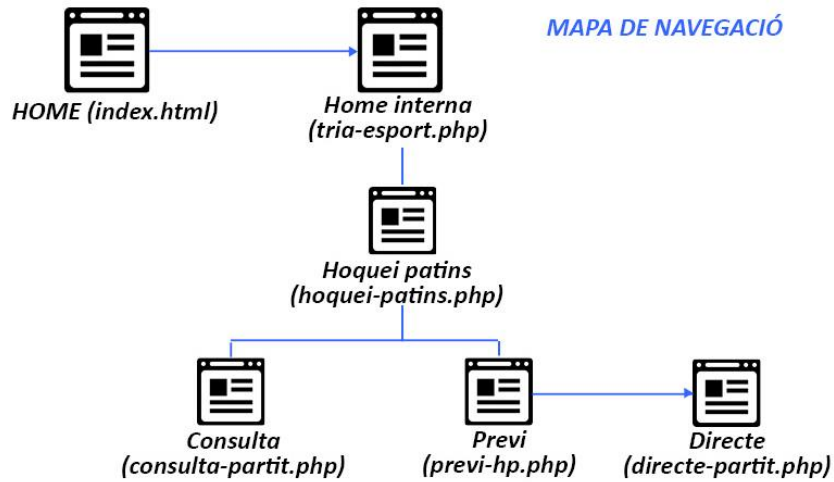 MAPA DE NAVEGACIÓ
HOME (index.html)
Home interna
(tria-esport.php)
Hoquei patins
(hoquei-patins.php)
Consulta
(consulta-partit.php)
Previ
(previ-hp.php)
Directe
(directe-partit.php)